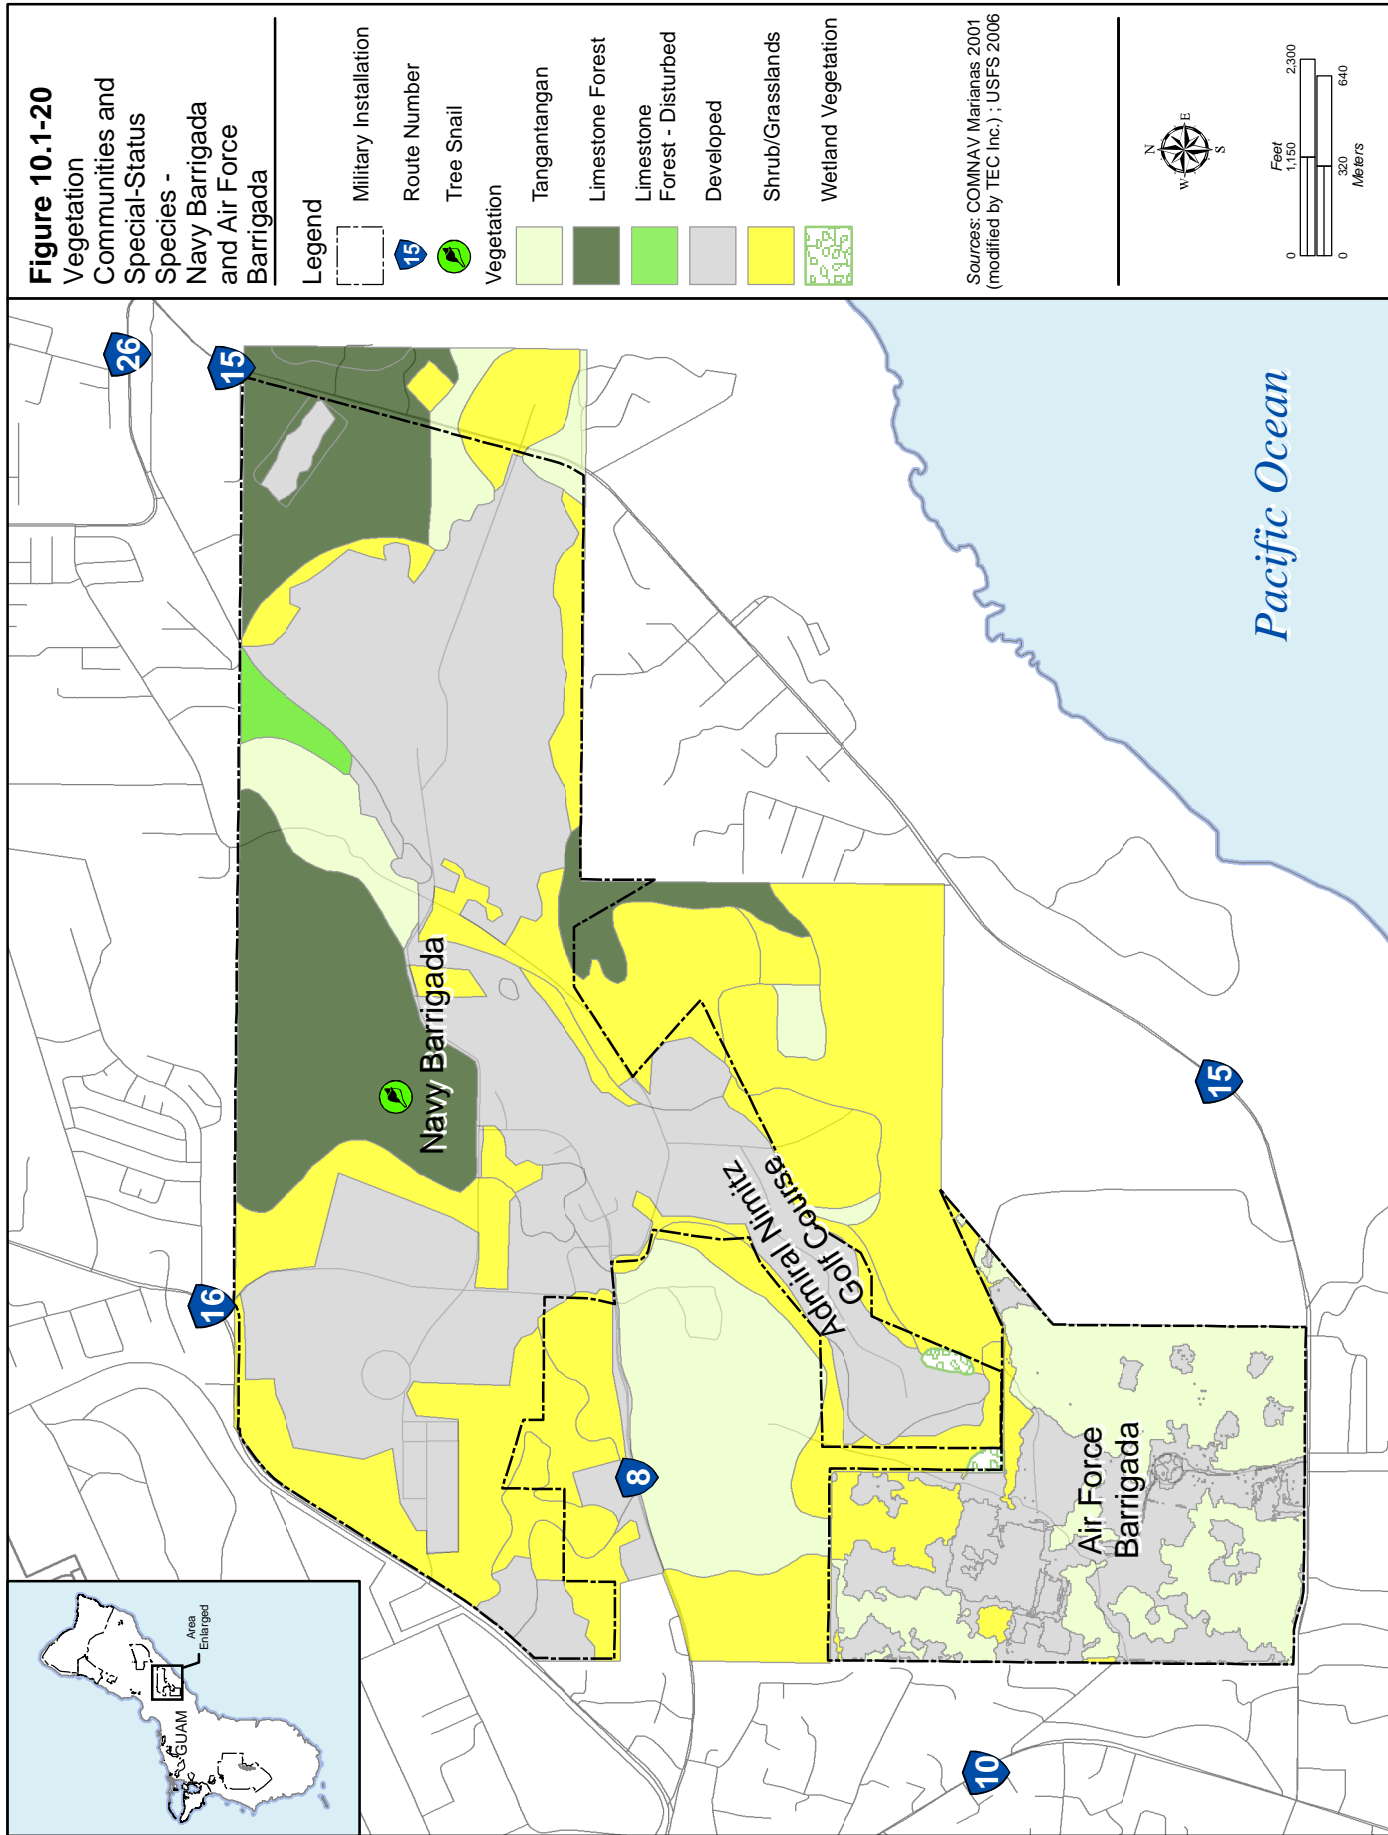 Figure 10.1-20
Vegetation
Communities and
Special-Status
Species -
Navy Barrigada
and Air Force
Barrigada
Legend
Military Installation
15
Route Number
Tree Snail
Vegetation
Tangantangan
Limestone Forest
Limestone
Forest - Disturbed
Developed
Shrub/Grasslands
Wetland Vegetation
Sources: COMNAV Marianas 2001
(modified by TEC Inc.) ; USFS 2006
N
W
E
S
Feet
0
1,150
2,300
0
320
640
Meters
GUAM
Area
Enlarged
16
26
15
Navy Barrigada
8
Admiral Nimitz
Golf Course
Air Force
Barrigada
10
15
Pacific Ocean